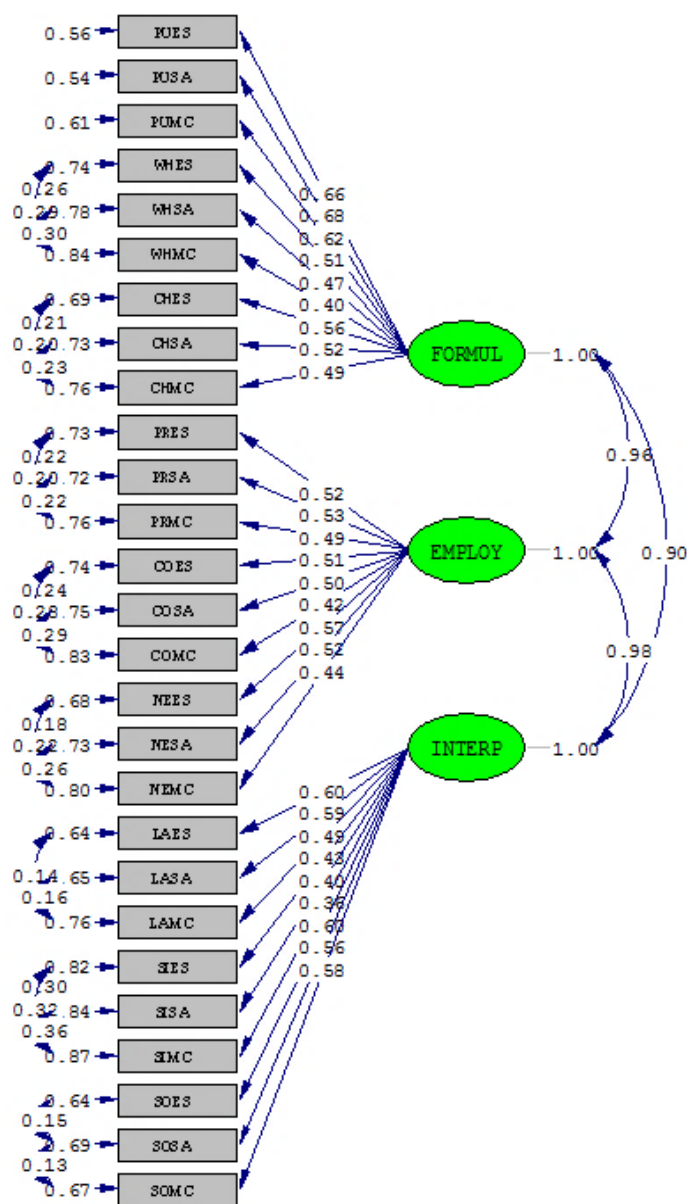 0.56 PUES
0.54 PUSA
0.61 PUMC
0.74 WHES
0.26
0.29 0.78 WHSA
0.30
0.84 WHMC
0.69 CHES
0.21
0.20 0.73 CHSA
0.23
0.76 CHMC
0.73 PRES
0.22
0.20 0.72 PRSA
0.22
0.76 PRMC
0.74 COES
0.24
0.28 0.75 COSA
0.29
0.83 COMC
0.68 NEES
0.18
0.22 0.73 NESA
0.26
0.80 NEMC
0.64 LAES
0.14 0.65 LASA
0.16
0.76 LAMC
0.82 SIES
0.30
0.32 0.84 SISA
0.36
0.87 SIMC
0.64 SOES
0.15
0.69 SOSA
0.13
0.67 SOMC
0.66
0.68
0.62
0.51
0.47
0.40
0.56
0.52
0.49
FORMUL 1.00
0.52
0.53
0.49
0.51
0.50
0.42
0.57
0.52
0.44
EMPLOY 1.00
0.60
0.59
0.49
0.43
0.40
0.36
0.60
0.56
0.58
INTERP 1.00
0.96
0.90
0.98